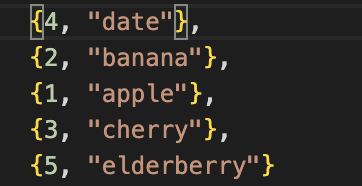 {4, "date"},
{2, "banana"},
{1, "apple"},
{3, "cherry"},
{5, "elderberry"}